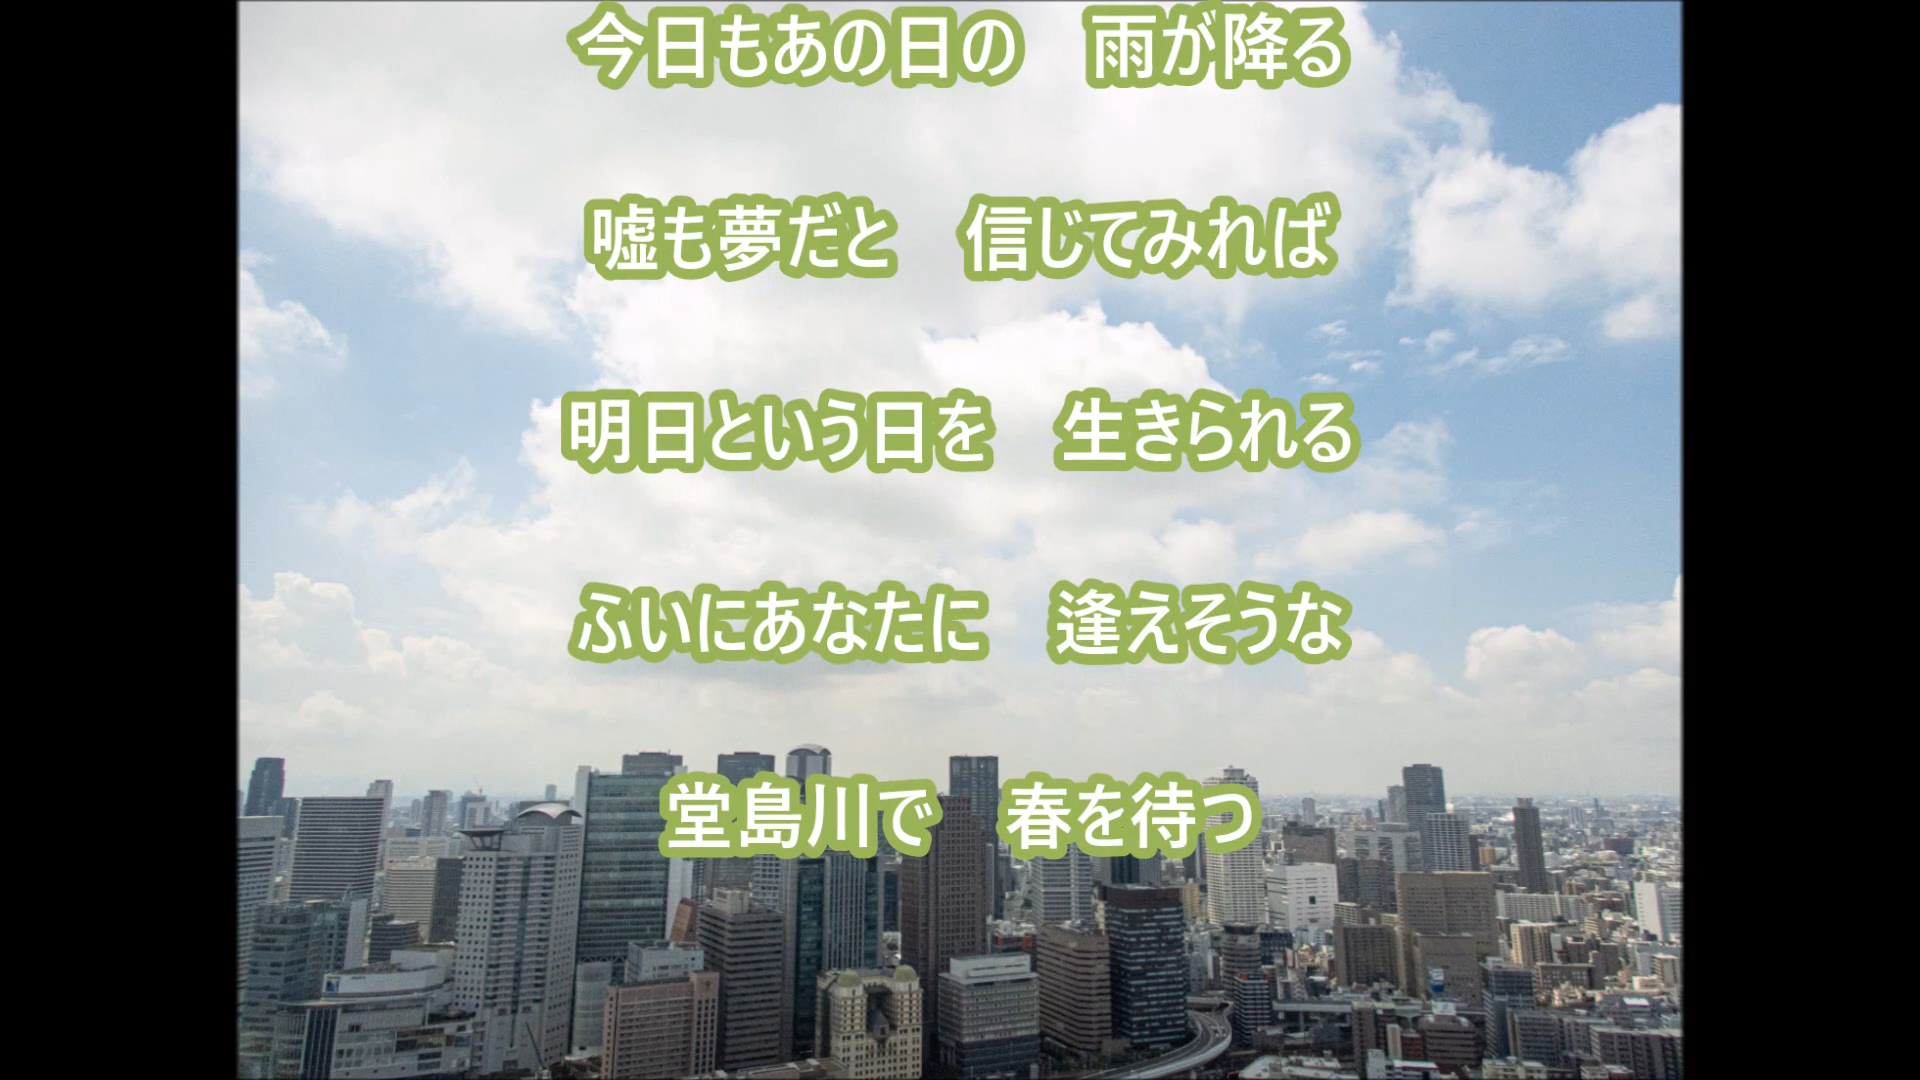 今日もあの日の　雨が降る
嘘も夢だと　信じてみれば
明日という日を　生きられる
ふいにあなたに　逢えそうな
堂島川で　春を待つ